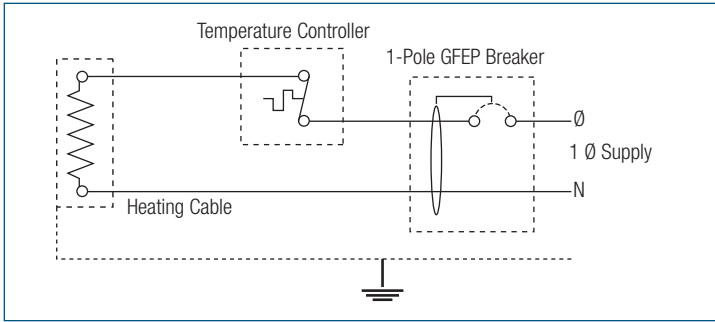 Temperature Controller
1-Pole GFEP Breaker
Ø
1 Ø Supply
N
Heating Cable